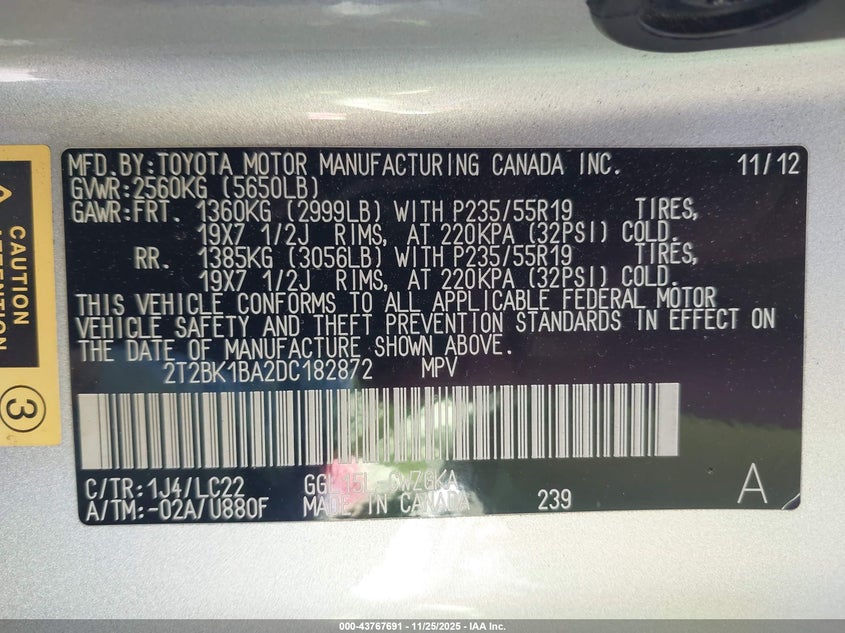 MFD.BY:TOYOTA MOTOR MANUFACTURING CANADA INC. 11/12
GVWR:2560KG (5650LB)
GAWR:FRT. 1360KG (2999LB) WITH P235/55R19 TIRES,
19X7 1/2J RIMS, AT 220KPA (32PSI) COLD.
RR. 1385KG (3056LB) WITH P235/55R19 TIRES,
19X7 1/2J RIMS, AT 220KPA (32PSI) COLD.
THIS VEHICLE CONFORMS TO ALL APPLICABLE FEDERAL MOTOR
VEHICLE SAFETY AND THEFT PREVENTION STANDARDS IN EFFECT ON
THE DATE OF MANUFACTURE SHOWN ABOVE.
2T2BK1BA2DC182872 MPV
C/TR:1J4/LC22
A/TM:-02A/U880F MADE IN CANADA 239 A
CAUTION
3
000-43767691 - 11/25/2025 - IAA Inc.